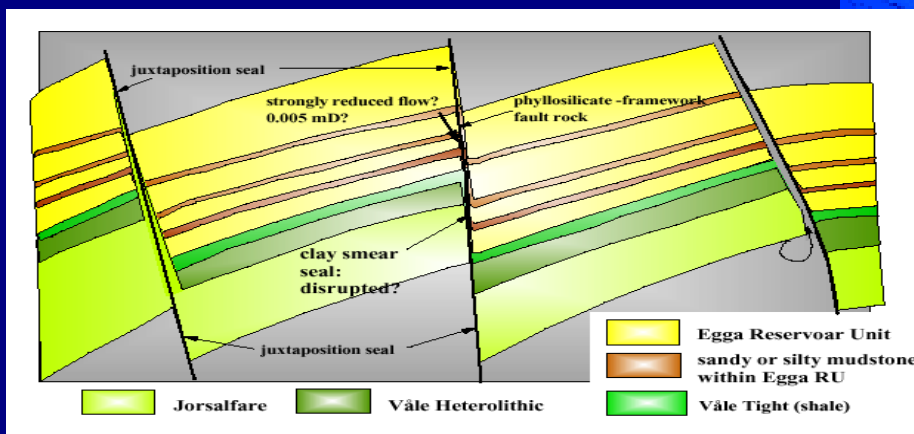 juxtaposition seal
strongly reduced flow?
0.005 mD?
phyllosilicate -framework
fault rock
clay smear
seal:
disrupted?
juxtaposition seal
Egga Reservoar Unit
sandy or silty mudstone
within Egga RU
Jorsalfare
Våle Heterolithic
Våle Tight (shale)